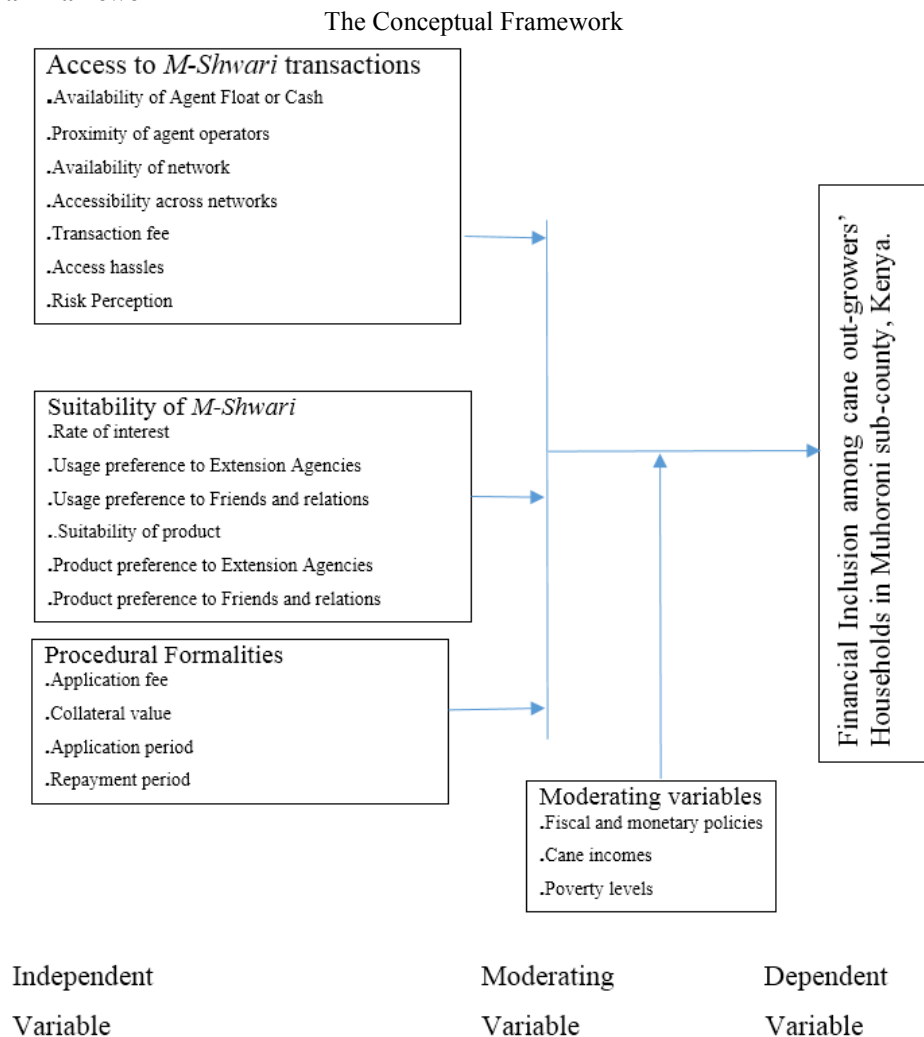 The Conceptual Framework
Access to M-Shwari transactions
.Availability of Agent Float or Cash
.Proximity of agent operators
.Availability of network
.Accessibility across networks
.Transaction fee
.Access hassles
.Risk Perception
Suitability of M-Shwari
.Rate of interest
.Usage preference to Extension Agencies
.Usage preference to Friends and relations
..Suitability of product
.Product preference to Extension Agencies
.Product preference to Friends and relations
Procedural Formalities
.Application fee
.Collateral value
.Application period
.Repayment period
Moderating variables
.Fiscal and monetary policies
.Cane incomes
.Poverty levels
Financial Inclusion among cane out-growers’
Households in Muhoroni sub-county, Kenya.
Independent
Variable
Moderating
Variable
Dependent
Variable